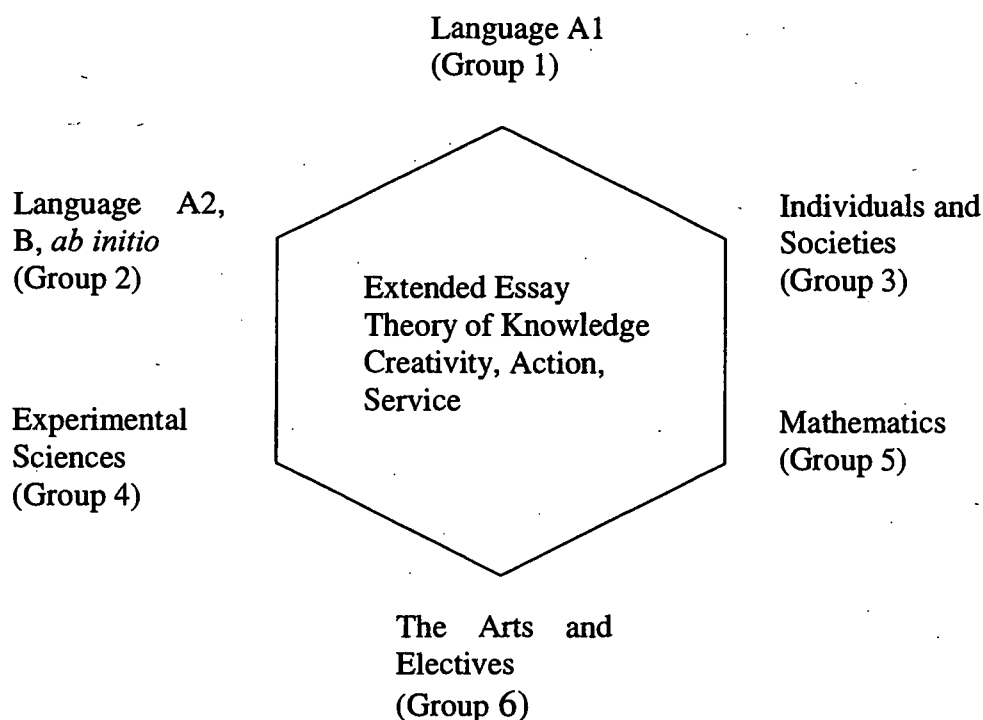 Language A1
(Group 1)
Language A2,
B, ab initio
(Group 2)
Individuals and
Societies
(Group 3)
Extended Essay
Theory of Knowledge
Creativity, Action,
Service
Experimental
Sciences
(Group 4)
Mathematics
(Group 5)
The Arts and
Electives
(Group 6)